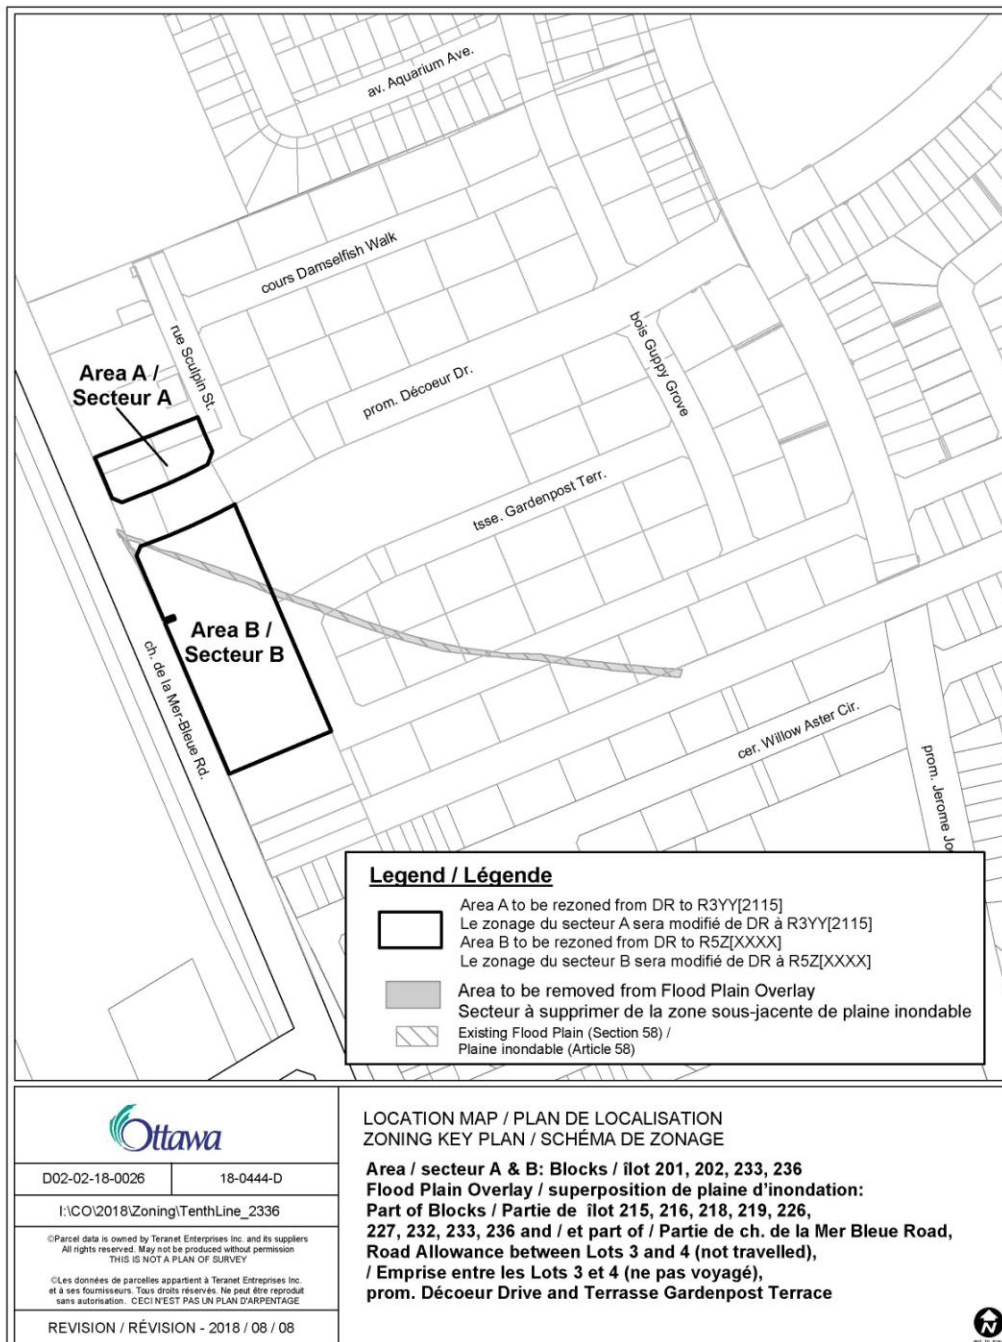 av. Aquarium Ave.
cours Damselfish Walk
rue Sculpin St.
bois Guppy Grove
Area A /
Secteur A
prom. Décoeur Dr.
tsse. Gardenpost Terr.
Area B /
Secteur B
ch. de la Mer-Bleue Rd.
cer. Willow Aster Cir.
prom. Jerome
Legend / Légende
Area A to be rezoned from DR to R3YY[2115]
Le zonage du secteur A sera modifié de DR à R3YY[2115]
Area B to be rezoned from DR to R5Z[XXXX]
Le zonage du secteur B sera modifié de DR à R5Z[XXXX]
Area to be removed from Flood Plain Overlay
Secteur à supprimer de la zone sous-jacente de plaine inondable
Existing Flood Plain (Section 58) /
Plaine inondable (Article 58)
Ottawa
D02-02-18-0026
18-0444-D
I:\CO\2018\Zoning\TenthLine_2336
©Parcel data is owned by Teranet Enterprises Inc. and its suppliers
All rights reserved. May not be produced without permission
THIS IS NOT A PLAN OF SURVEY
©Les données de parcelles appartient à Teranet Entreprises Inc.
et à ses fournisseurs. Tous droits réservés. Ne peut être reproduit
sans autorisation. CECI N'EST PAS UN PLAN D'ARPENTAGE
REVISION / RÉVISION - 2018 / 08 / 08
LOCATION MAP / PLAN DE LOCALISATION
ZONING KEY PLAN / SCHÉMA DE ZONAGE
Area / secteur A & B: Blocks / îlot 201, 202, 233, 236
Flood Plain Overlay / superposition de plaine d'inondation:
Part of Blocks / Partie de îlot 215, 216, 218, 219, 226,
227, 232, 233, 236 and / et part of / Partie de ch. de la Mer Bleue Road,
Road Allowance between Lots 3 and 4 (not travelled),
/ Emprise entre les Lots 3 et 4 (ne pas voyagé),
prom. Décoeur Drive and Terrasse Gardenpost Terrace